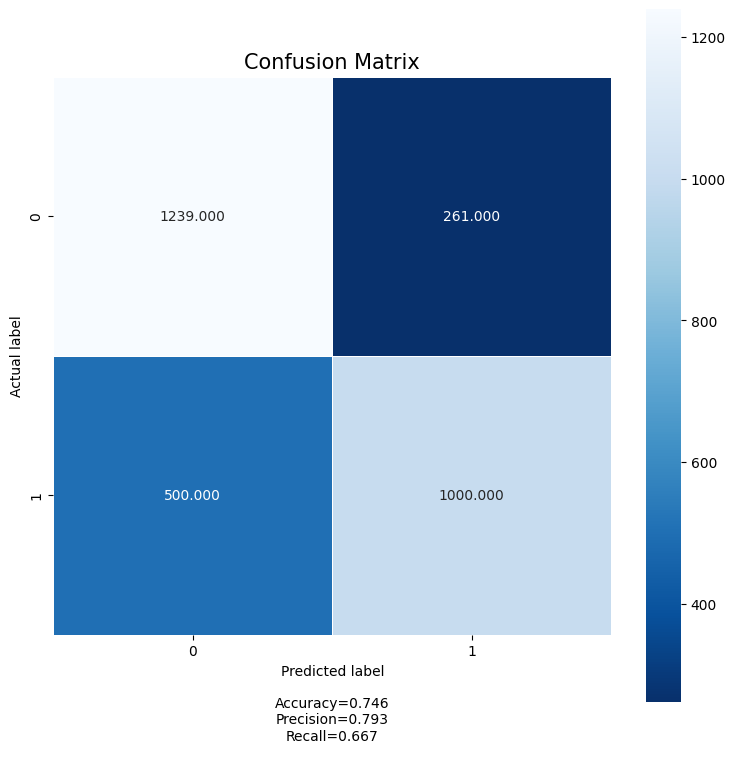 Confusion Matrix
1200
1000
800
600
400
Actual label
0
1239.000 261.000
1
500.000 1000.000
0 1
Predicted label
Accuracy=0.746
Precision=0.793
Recall=0.667